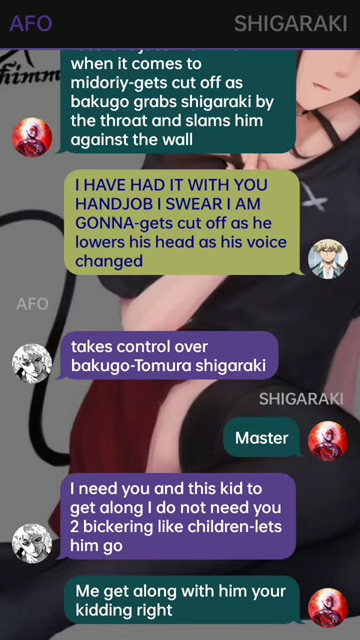 AFO
SHIGARAKI
when it comes to
midoriy-gets cut off as
bakugo grabs shigaraki by
the throat and slams him
against the wall
I HAVE HAD IT WITH YOU
HANDJOB I SWEAR I AM
GONNA-gets cut off as he
lowers his head as his voice
changed
AFO
takes control over
bakugo-Tomura shigaraki
SHIGARAKI
Master
I need you and this kid to
get along I do not need you
2 bickering like children-lets
him go
Me get along with him your
kidding right